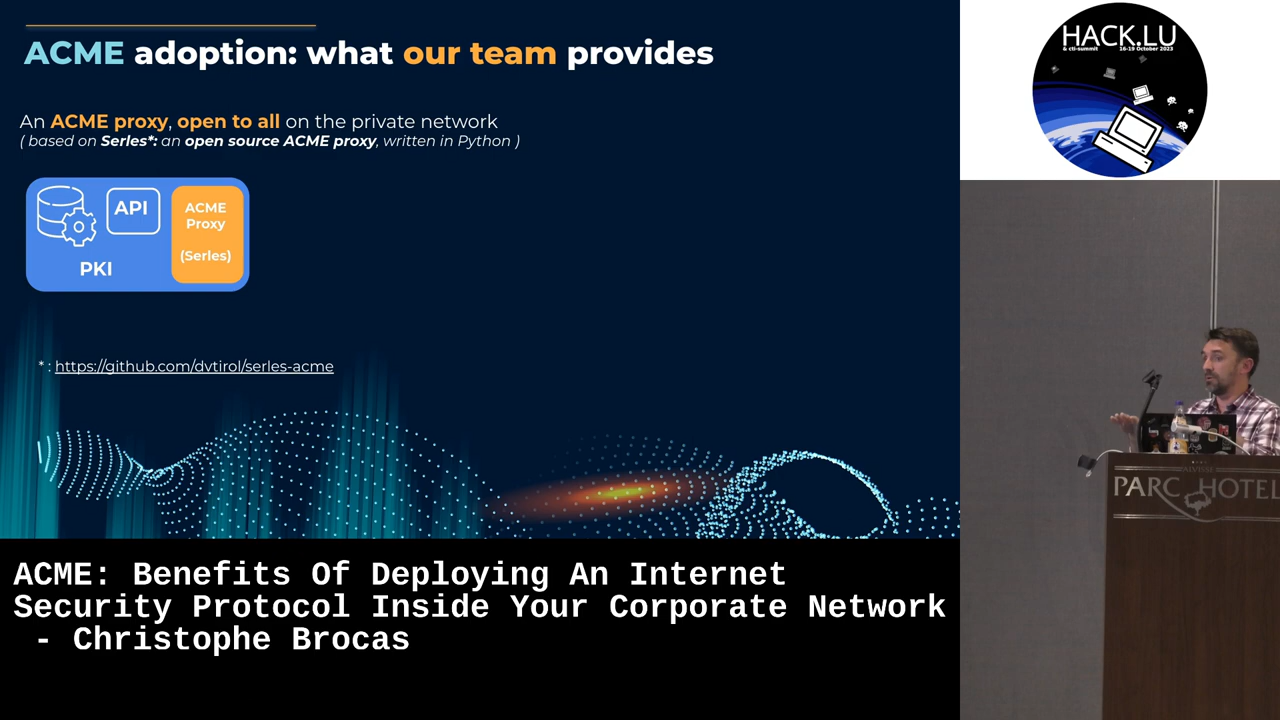 ACME adoption: what our team provides
An ACME proxy, open to all on the private network
( based on Serles*: an open source ACME proxy, written in Python )
API
PKI
ACME
Proxy
(Serles)
* : https://github.com/dvtirol/serles-acme
HACK.LU
& cti-summit 16-19 October 2023
ALVISSE
PARC HOTEL
ACME: Benefits Of Deploying An Internet
Security Protocol Inside Your Corporate Network
- Christophe Brocas